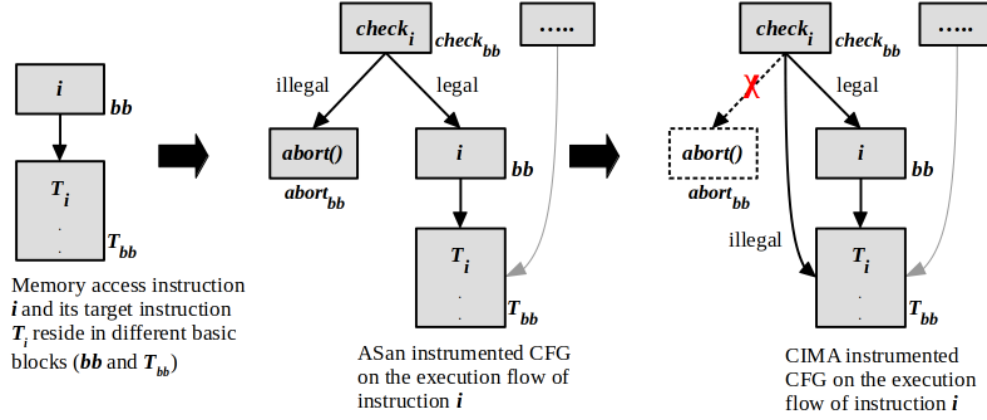 i
bb
T_i
.
.
T_bb
Memory access instruction
i and its target instruction
T_i reside in different basic
blocks (bb and T_bb)
check_i
check_bb
.....
illegal
legal
abort()
abort_bb
i
bb
T_i
.
.
T_bb
ASan instrumented CFG
on the execution flow of
instruction i
check_i
check_bb
.....
X
legal
abort()
abort_bb
i
bb
illegal
T_i
.
.
T_bb
CIMA instrumented
CFG on the execution
flow of instruction i